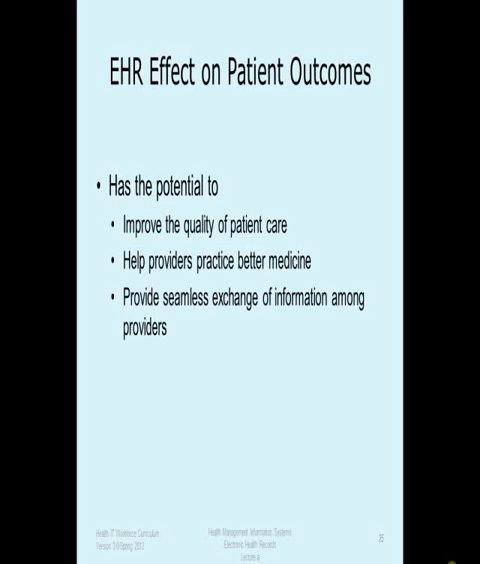 EHR Effect on Patient Outcomes
• Has the potential to
• Improve the quality of patient care
• Help providers practice better medicine
• Provide seamless exchange of information among
providers
Health IT Workforce Curriculum
Version 3.0/Spring 2012
Health Management Information Systems
Electronic Health Records
Lecture a